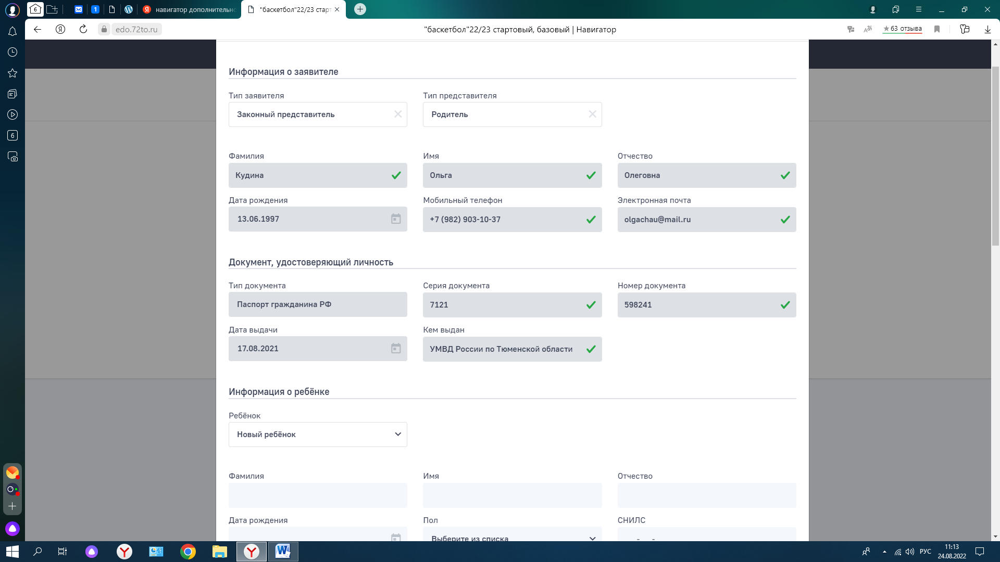 навигатор дополнительно
"баскетбол"22/23 старт
edo.72to.ru
"баскетбол"22/23 стартовый, базовый | Навигатор
63 отзыва
Информация о заявителе
Тип заявителя
Тип представителя
Законный представитель
Родитель
Фамилия
Имя
Отчество
Кудина
Ольга
Олеговна
Дата рождения
Мобильный телефон
Электронная почта
13.06.1997
+7 (982) 903-10-37
olgachau@mail.ru
Документ, удостоверяющий личность
Тип документа
Серия документа
Номер документа
Паспорт гражданина РФ
7121
598241
Дата выдачи
Кем выдан
17.08.2021
УМВД России по Тюменской области
Информация о ребёнке
Ребёнок
Новый ребёнок
Фамилия
Имя
Отчество
Дата рождения
Пол
СНИЛС
Выберите из списка
- -
6
6
1
РУС
11:13
24.08.2022